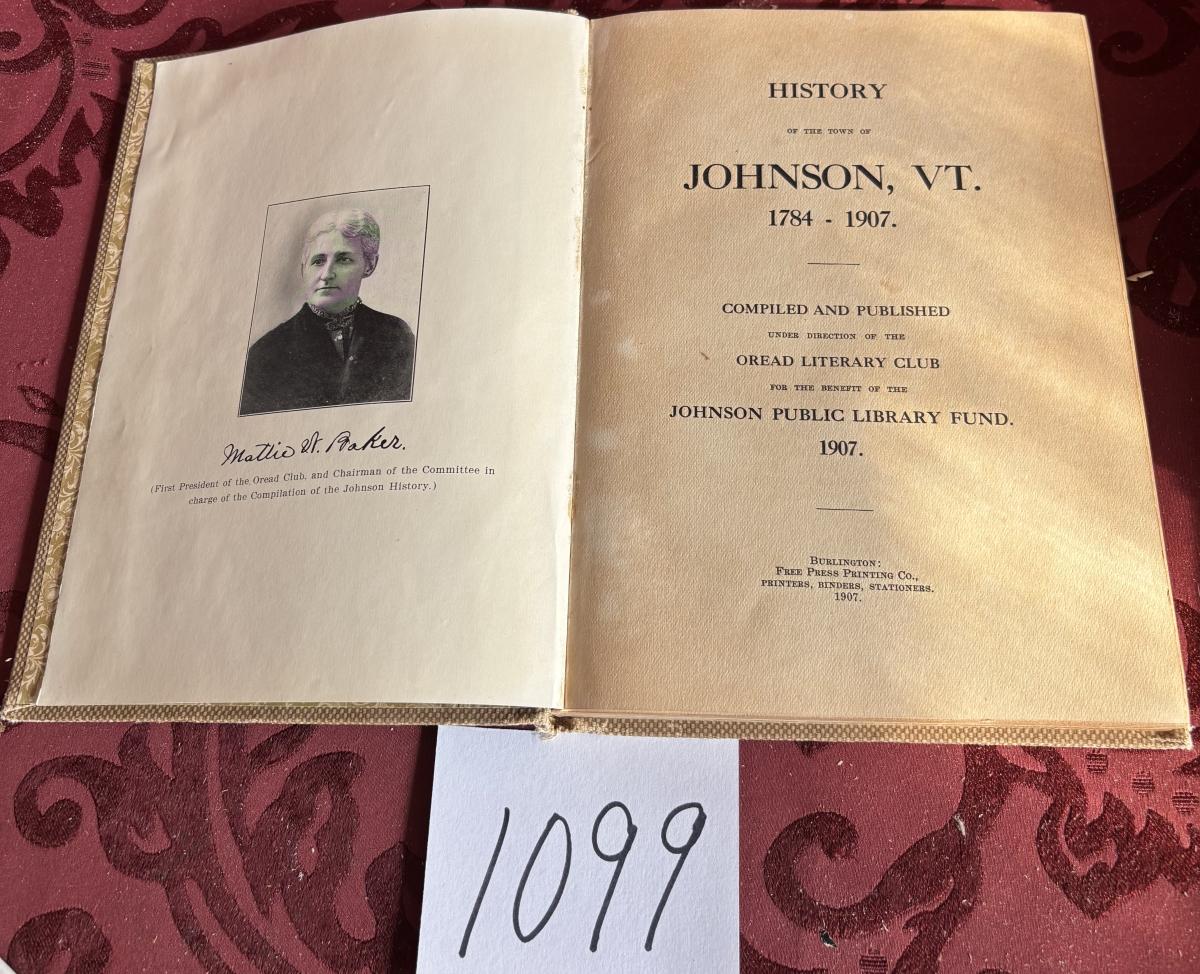 Mattie W. Baker.
(First President of the Oread Club, and Chairman of the Committee in
charge of the Compilation of the Johnson History.)
HISTORY
OF THE TOWN OF
JOHNSON, VT.
1784 - 1907.
COMPILED AND PUBLISHED
UNDER DIRECTION OF THE
OREAD LITERARY CLUB
FOR THE BENEFIT OF THE
JOHNSON PUBLIC LIBRARY FUND.
1907.
BURLINGTON:
FREE PRESS PRINTING CO.,
PRINTERS, BINDERS, STATIONERS.
1907.
1099